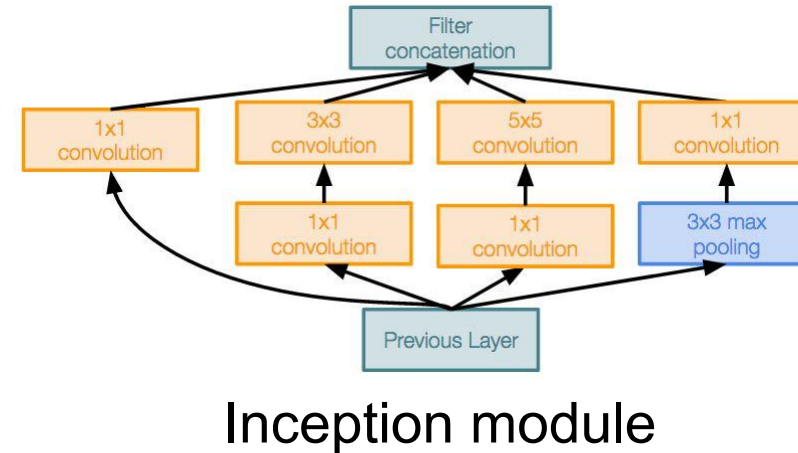 Filter
concatenation
1x1
convolution
3x3
convolution
5x5
convolution
1x1
convolution
1x1
convolution
1x1
convolution
3x3 max
pooling
Previous Layer
Inception module